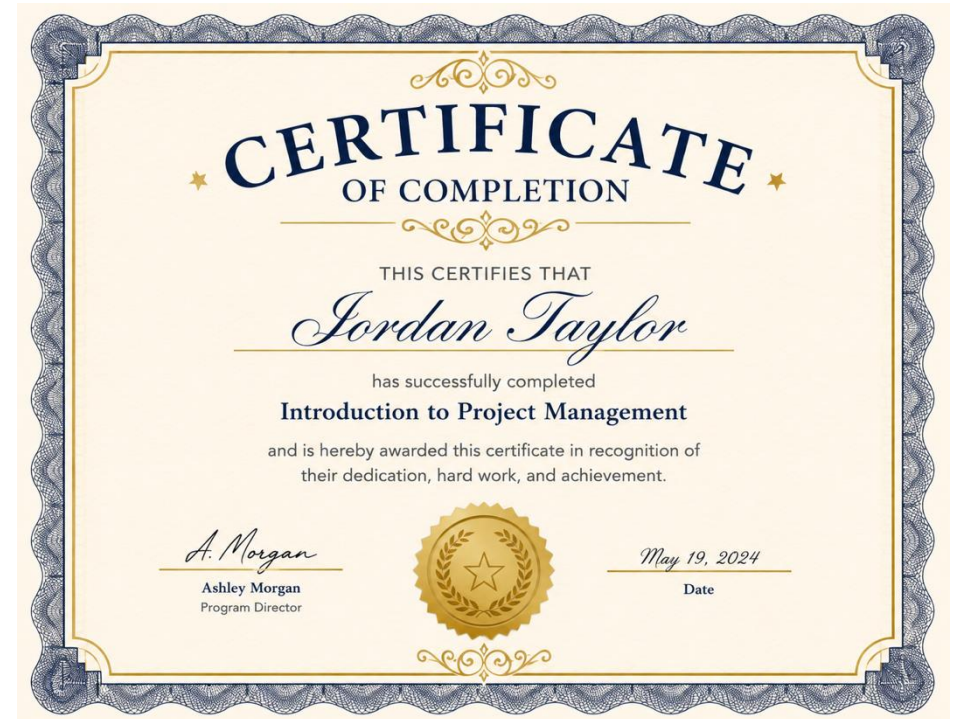 CERTIFICATE
OF COMPLETION
THIS CERTIFIES THAT
Jordan Taylor
has successfully completed
Introduction to Project Management
and is hereby awarded this certificate in recognition of
their dedication, hard work, and achievement.
A. Morgan
Ashley Morgan
Program Director
May 19, 2024
Date